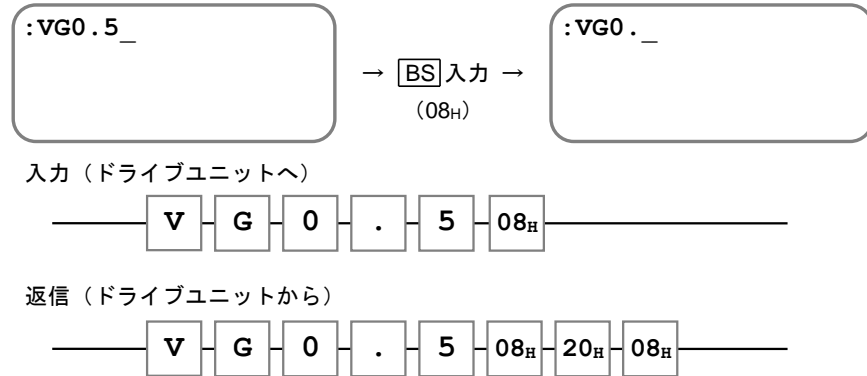 :VG0.5_
→ BS入力 →
(08H)
:VG0._
入力(ドライブユニットへ)
V G 0 . 5 08H
返信(ドライブユニットから)
V G 0 . 5 08H 20H 08H